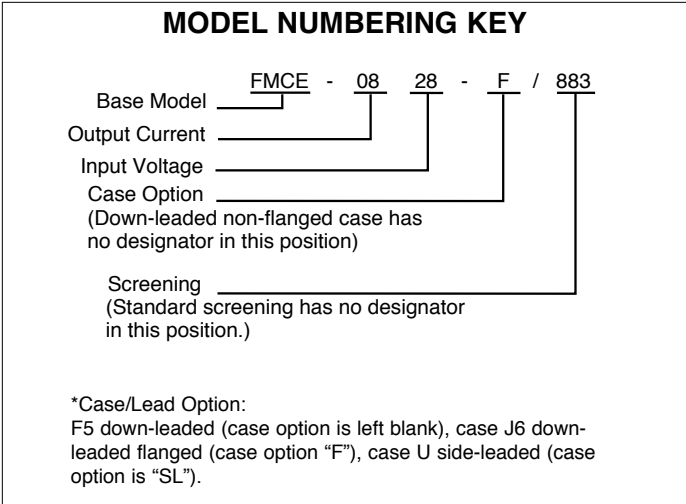 MODEL NUMBERING KEY
FMCE - 08 28 - F / 883
Base Model
Output Current
Input Voltage
Case Option
(Down-leaded non-flanged case has
no designator in this position)
Screening
(Standard screening has no designator
in this position.)
*Case/Lead Option:
F5 down-leaded (case option is left blank), case J6 down-
leaded flanged (case option “F”), case U side-leaded (case
option is “SL”).